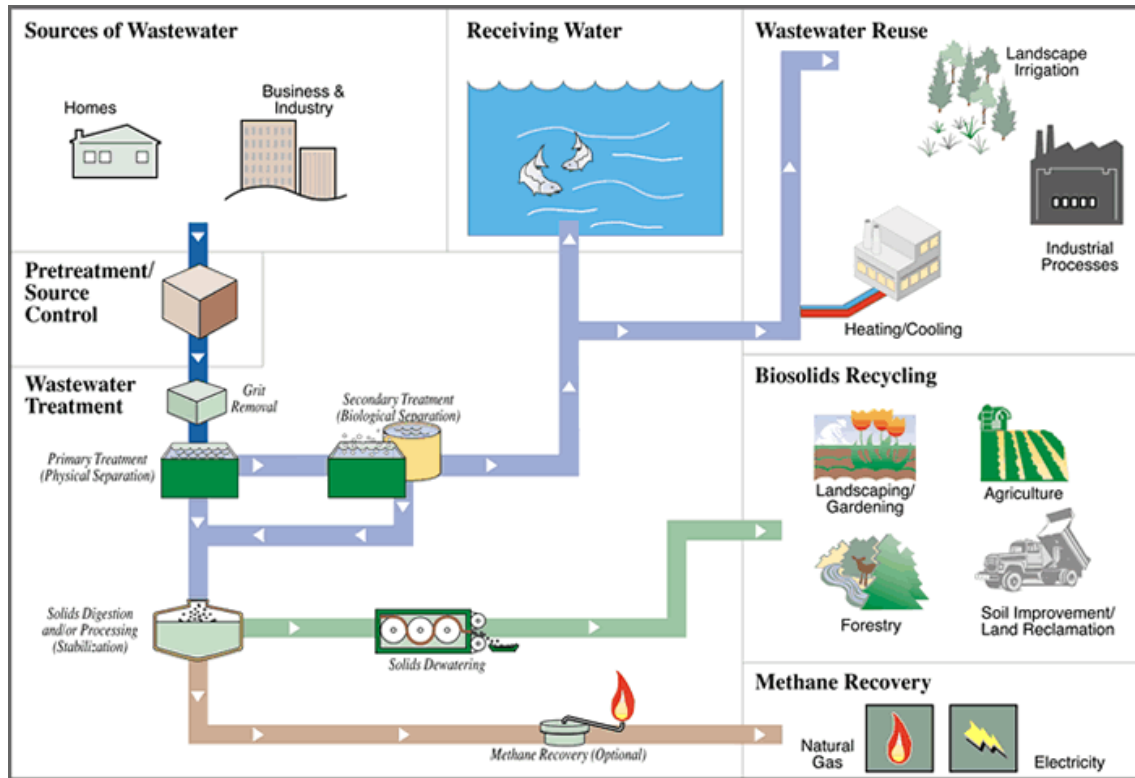 Sources of Wastewater
Homes
Business &
Industry
Receiving Water
Wastewater Reuse
Landscape
Irrigation
Industrial
Processes
Heating/Cooling
Pretreatment/
Source
Control
Wastewater
Treatment
Grit
Removal
Primary Treatment
(Physical Separation)
Secondary Treatment
(Biological Separation)
Solids Digestion
and/or Processing
(Stabilization)
Solids Dewatering
Methane Recovery (Optional)
Biosolids Recycling
Landscaping/
Gardening
Agriculture
Forestry
Soil Improvement/
Land Reclamation
Methane Recovery
Natural
Gas
Electricity